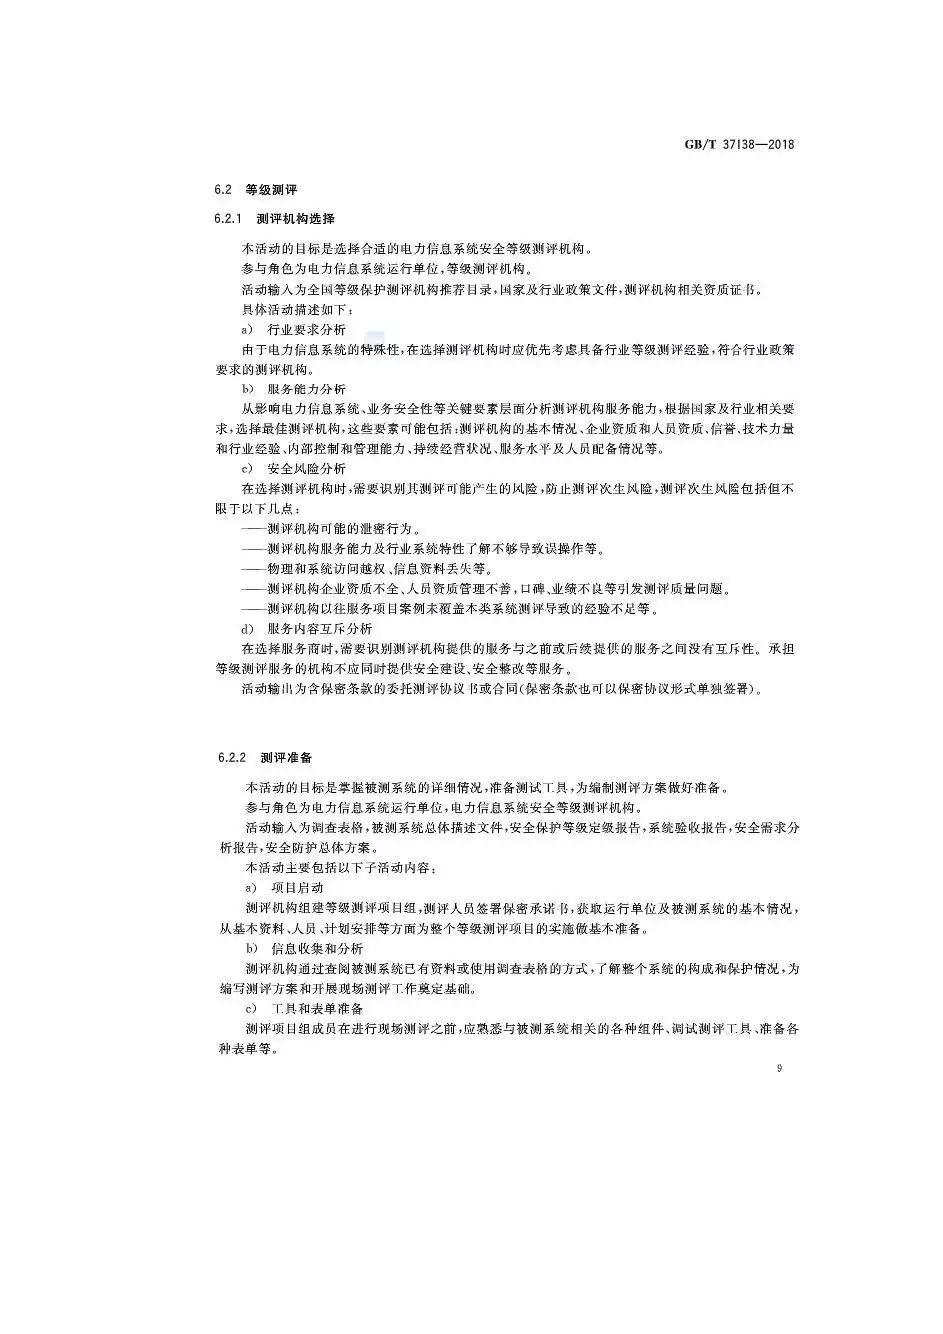 GB/T 37138—2018
6.2 等级测评
6.2.1 测评机构选择
本活动的目标是选择合适的电力信息系统安全等级测评机构。
参与角色为电力信息系统运行单位,等级测评机构。
活动输入为全国等级保护测评机构推荐目录,国家及行业政策文件,测评机构相关资质证书。
具体活动描述如下:
a) 行业要求分析
由于电力信息系统的特殊性,在选择测评机构时应优先考虑具备行业等级测评经验,符合行业政策
要求的测评机构。
b) 服务能力分析
从影响电力信息系统、业务安全性等关键要素层面分析测评机构服务能力,根据国家及行业相关要
求,选择最佳测评机构,这些要素可能包括:测评机构的基本情况、企业资质和人员资质、信誉、技术力量
和行业经验、内部控制和管理能力、持续经营状况、服务水平及人员配备情况等。
c) 安全风险分析
在选择测评机构时,需要识别其测评可能产生的风险,防止测评次生风险,测评次生风险包括但不
限于以下几点:
——测评机构可能的泄密行为。
——测评机构服务能力及行业系统特性了解不够导致误操作等。
——物理和系统访问越权、信息资料丢失等。
——测评机构企业资质不全、人员资质管理不善,口碑、业绩不良等引发测评质量问题。
——测评机构以往服务项目案例未覆盖本类系统测评导致的经验不足等。
d) 服务内容互斥分析
在选择服务商时,需要识别测评机构提供的服务与之前或后续提供的服务之间没有互斥性。承担
等级测评服务的机构不应同时提供安全建设、安全整改等服务。
活动输出为含保密条款的委托测评协议书或合同(保密条款也可以保密协议形式单独签署)。
6.2.2 测评准备
本活动的目标是掌握被测系统的详细情况,准备测试工具,为编制测评方案做好准备。
参与角色为电力信息系统运行单位,电力信息系统安全等级测评机构。
活动输入为调查表格,被测系统总体描述文件,安全保护等级定级报告,系统验收报告,安全需求分
析报告,安全防护总体方案。
本活动主要包括以下子活动内容:
a) 项目启动
测评机构组建等级测评项目组,测评人员签署保密承诺书,获取运行单位及被测系统的基本情况,
从基本资料、人员、计划安排等方面为整个等级测评项目的实施做基本准备。
b) 信息收集和分析
测评机构通过查阅被测系统已有资料或使用调查表格的方式,了解整个系统的构成和保护情况,为
编写测评方案和开展现场测评工作奠定基础。
c) 工具和表单准备
测评项目组成员在进行现场测评之前,应熟悉与被测系统相关的各种组件、调试测评工具、准备各
种表单等。
9